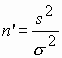 n' = s²/σ²